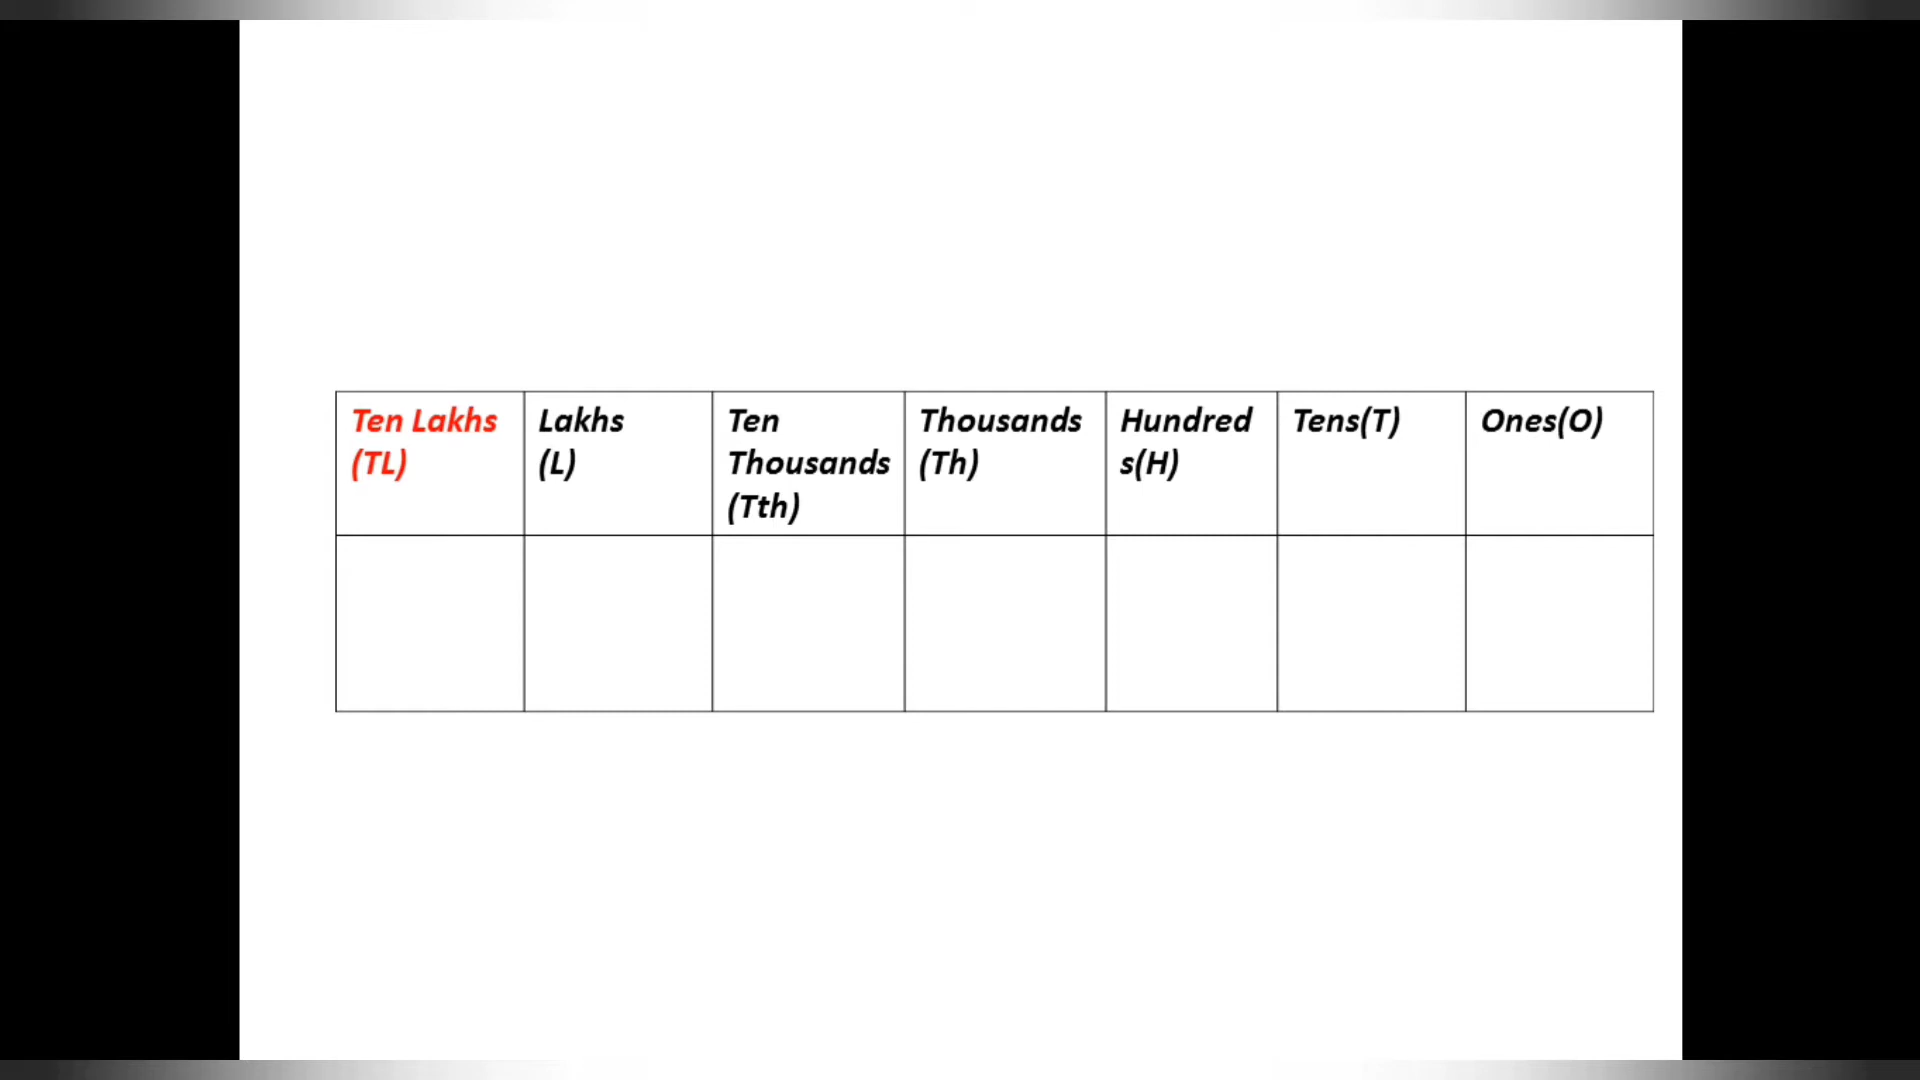 Ten Lakhs
(TL)
Lakhs
(L)
Ten
Thousands
(Tth)
Thousands
(Th)
Hundred
s(H)
Tens(T)
Ones(O)